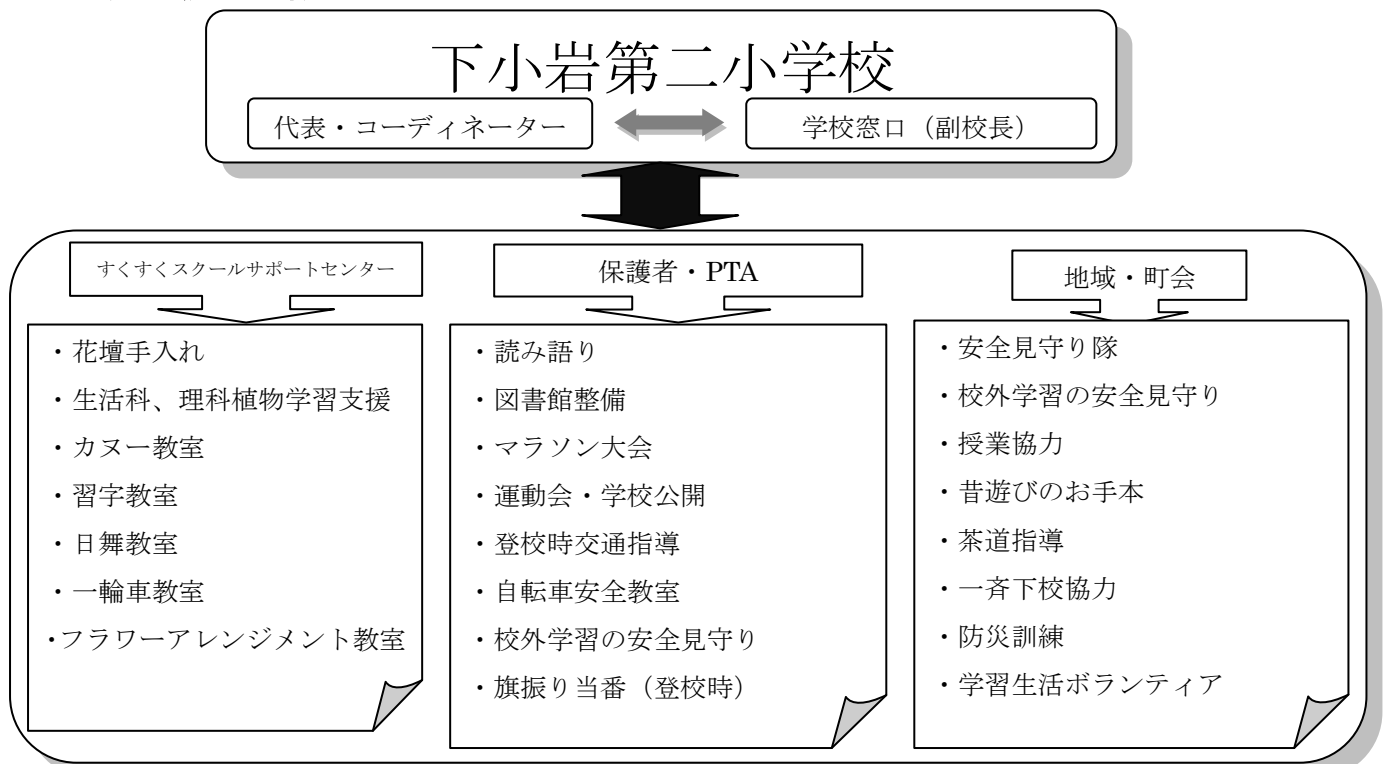 下小岩第二小学校
代表・コーディネーター
学校窓口（副校長）
すくすくスクールサポートセンター
・花壇手入れ
・生活科、理科植物学習支援
・カヌー教室
・習字教室
・日舞教室
・一輪車教室
・フラワーアレンジメント教室
保護者・PTA
・読み語り
・図書館整備
・マラソン大会
・運動会・学校公開
・登校時交通指導
・自転車安全教室
・校外学習の安全見守り
・旗振り当番（登校時）
地域・町会
・安全見守り隊
・校外学習の安全見守り
・授業協力
・昔遊びのお手本
・茶道指導
・一斉下校協力
・防災訓練
・学習生活ボランティア